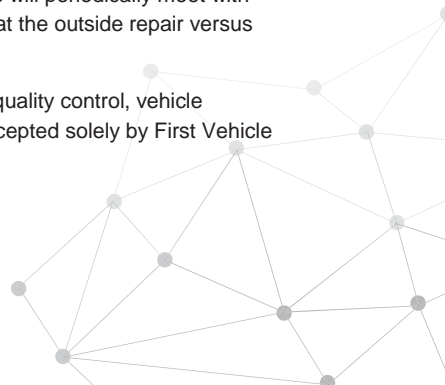 will periodically meet with
at the outside repair versus
quality control, vehicle
cepted solely by First Vehicle